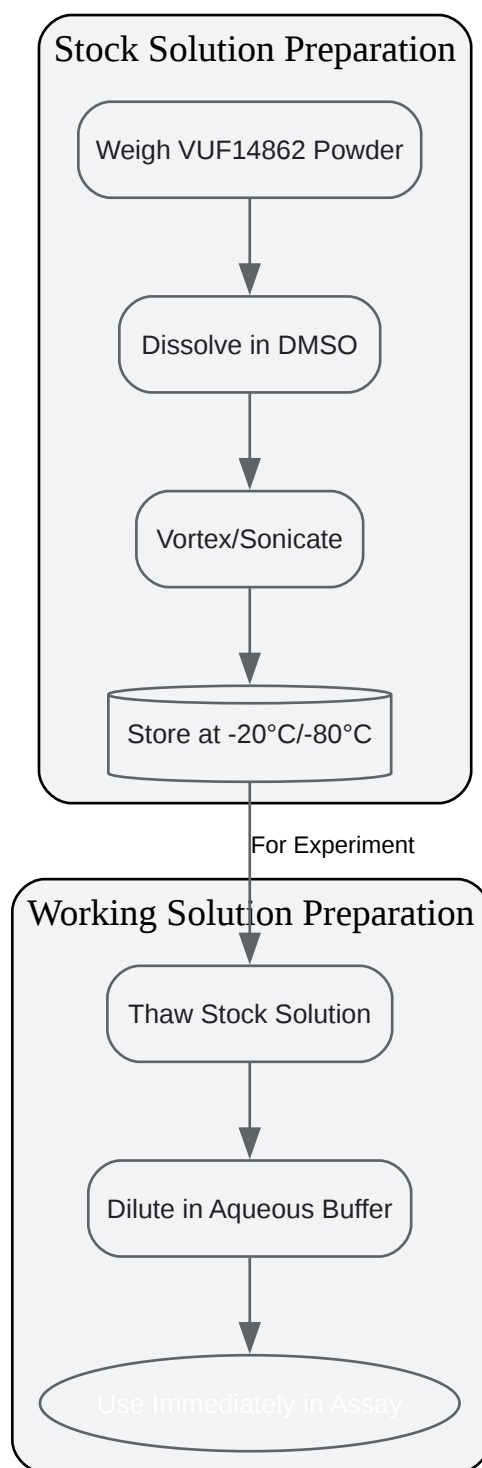 Stock Solution Preparation
Weigh VUF14862 Powder
Dissolve in DMSO
Vortex/Sonicate
Store at -20°C/-80°C
For Experiment
Working Solution Preparation
Thaw Stock Solution
Dilute in Aqueous Buffer
Use Immediately in Assay